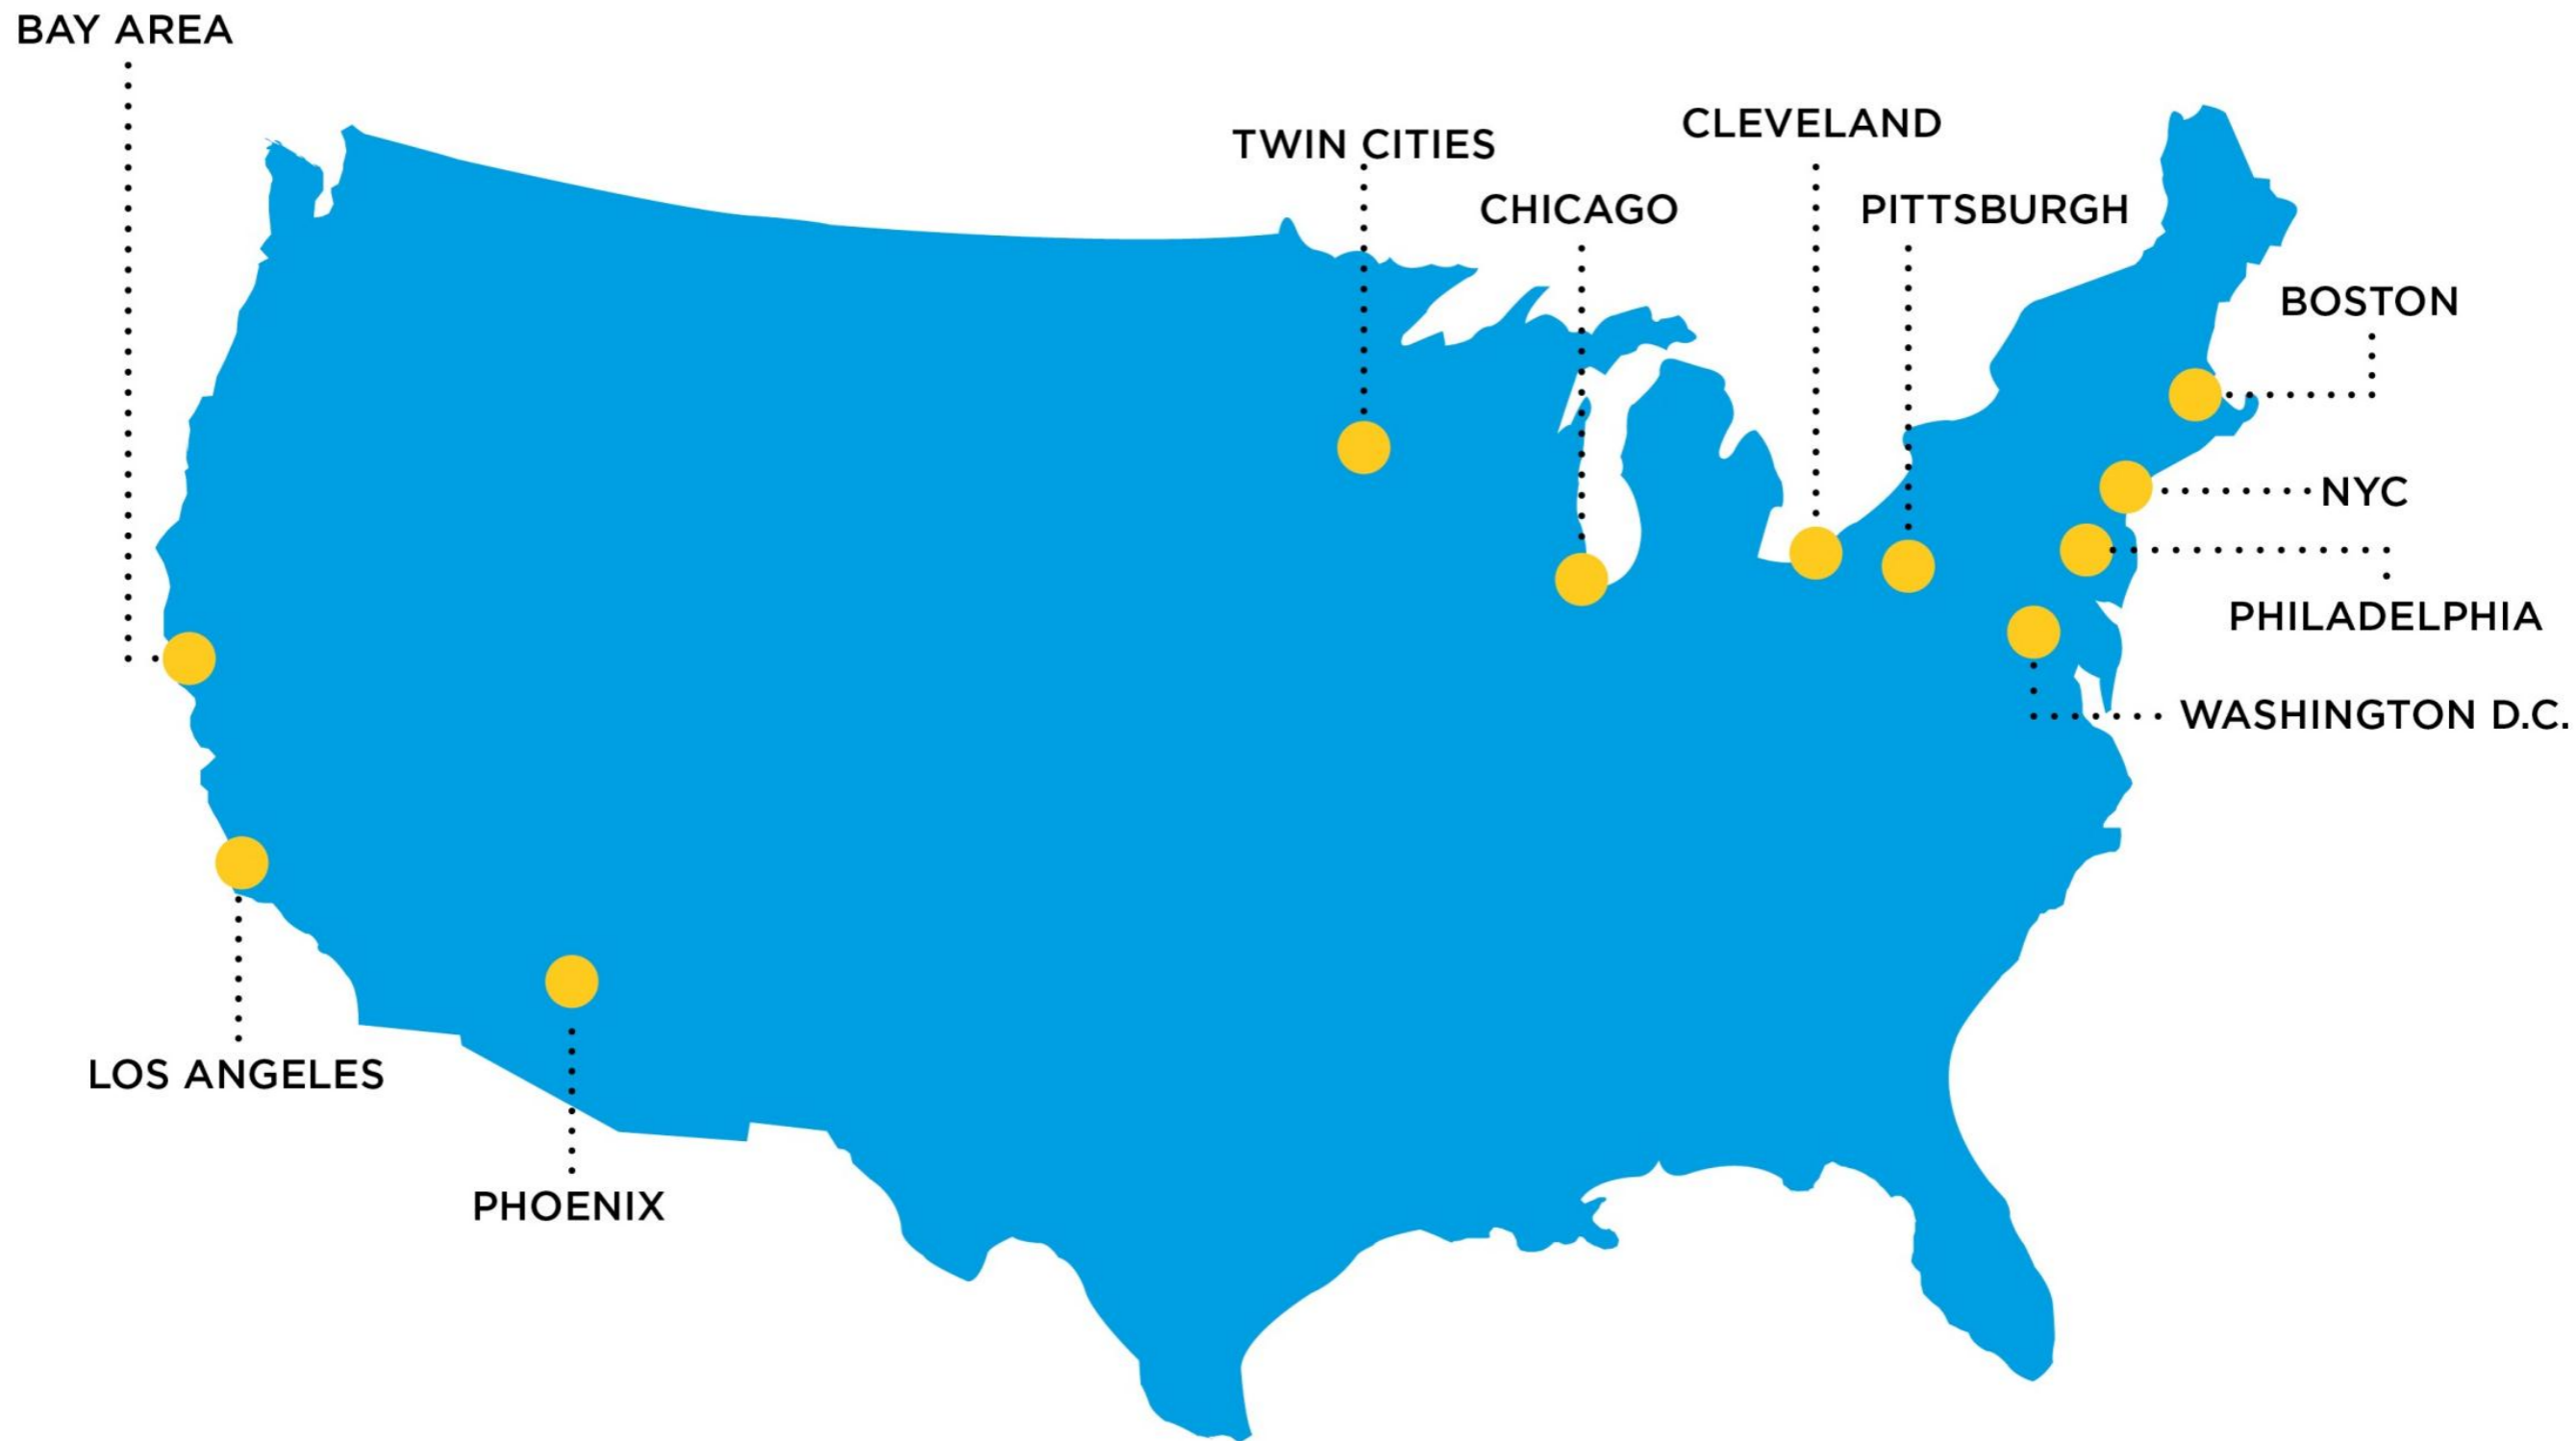 BAY AREA
CLEVELAND
TWIN CITIES
CHICAGO
PITTSBURGH
BOSTON
NYC
PHILADELPHIA
WASHINGTON D.C.
LOS ANGELES
PHOENIX